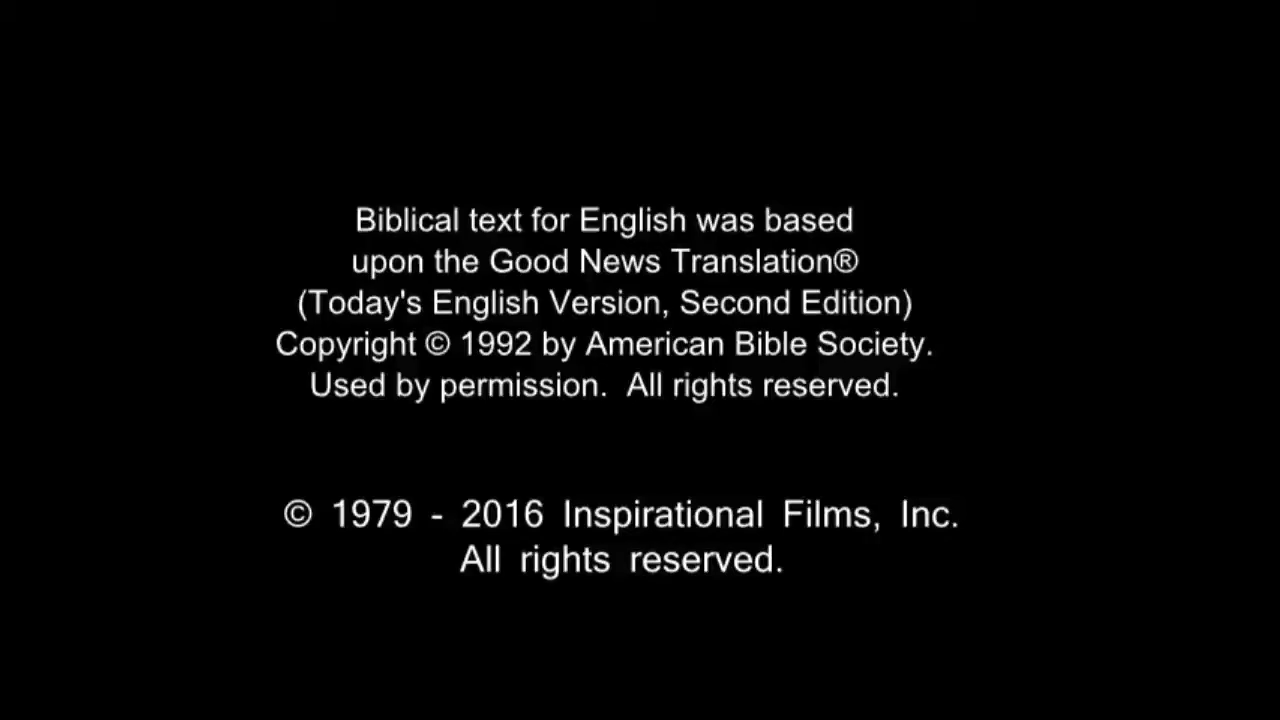 Biblical text for English was based
upon the Good News Translation®
(Today's English Version, Second Edition)
Copyright © 1992 by American Bible Society.
Used by permission.  All rights reserved.
© 1979 - 2016 Inspirational Films, Inc.
All rights reserved.